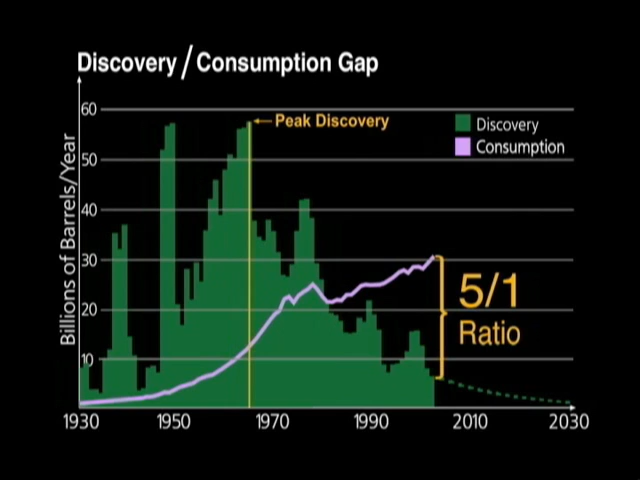 Discovery / Consumption Gap
Billions of Barrels/Year
60
50
40
30
20
10
Peak Discovery
Discovery
Consumption
5/1
Ratio
1930 1950 1970 1990 2010 2030